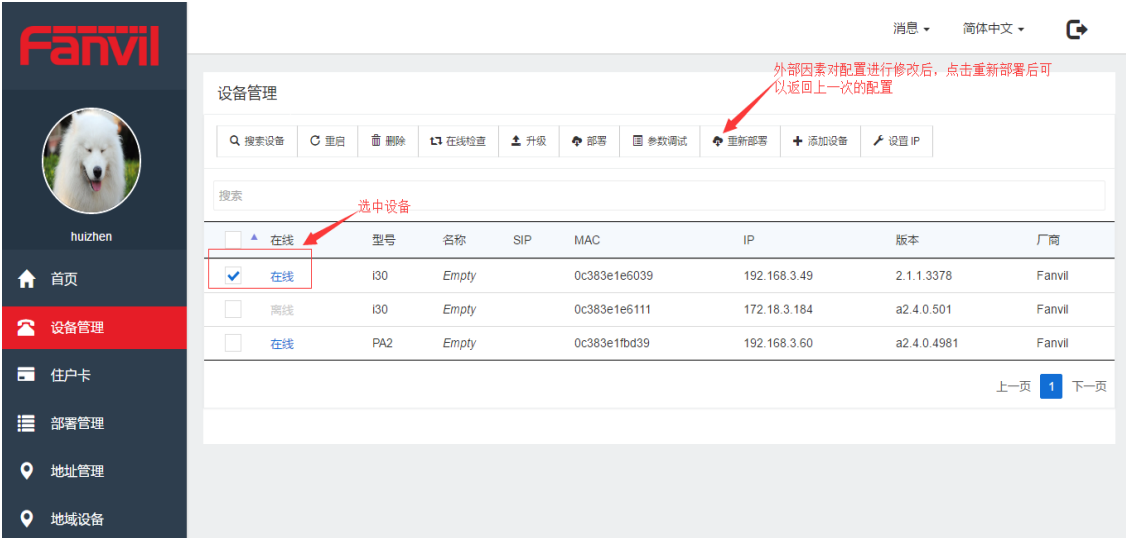 Fanvil
消息
简体中文
外部因素对配置进行修改后，点击重新部署后可
以返回上一次的配置
设备管理
搜索设备 重启 删除 在线检查 升级 部署 参数调试 重新部署 添加设备 设置 IP
搜索
选中设备
huizhen
在线 型号 名称 SIP MAC IP 版本 厂商
在线 i30 Empty 0c383e1e6039 192.168.3.49 2.1.1.3378 Fanvil
离线 i30 Empty 0c383e1e6111 172.18.3.184 a2.4.0.501 Fanvil
在线 PA2 Empty 0c383e1fbd39 192.168.3.60 a2.4.0.4981 Fanvil
上一页 1 下一页
首页
设备管理
住户卡
部署管理
地址管理
地域设备